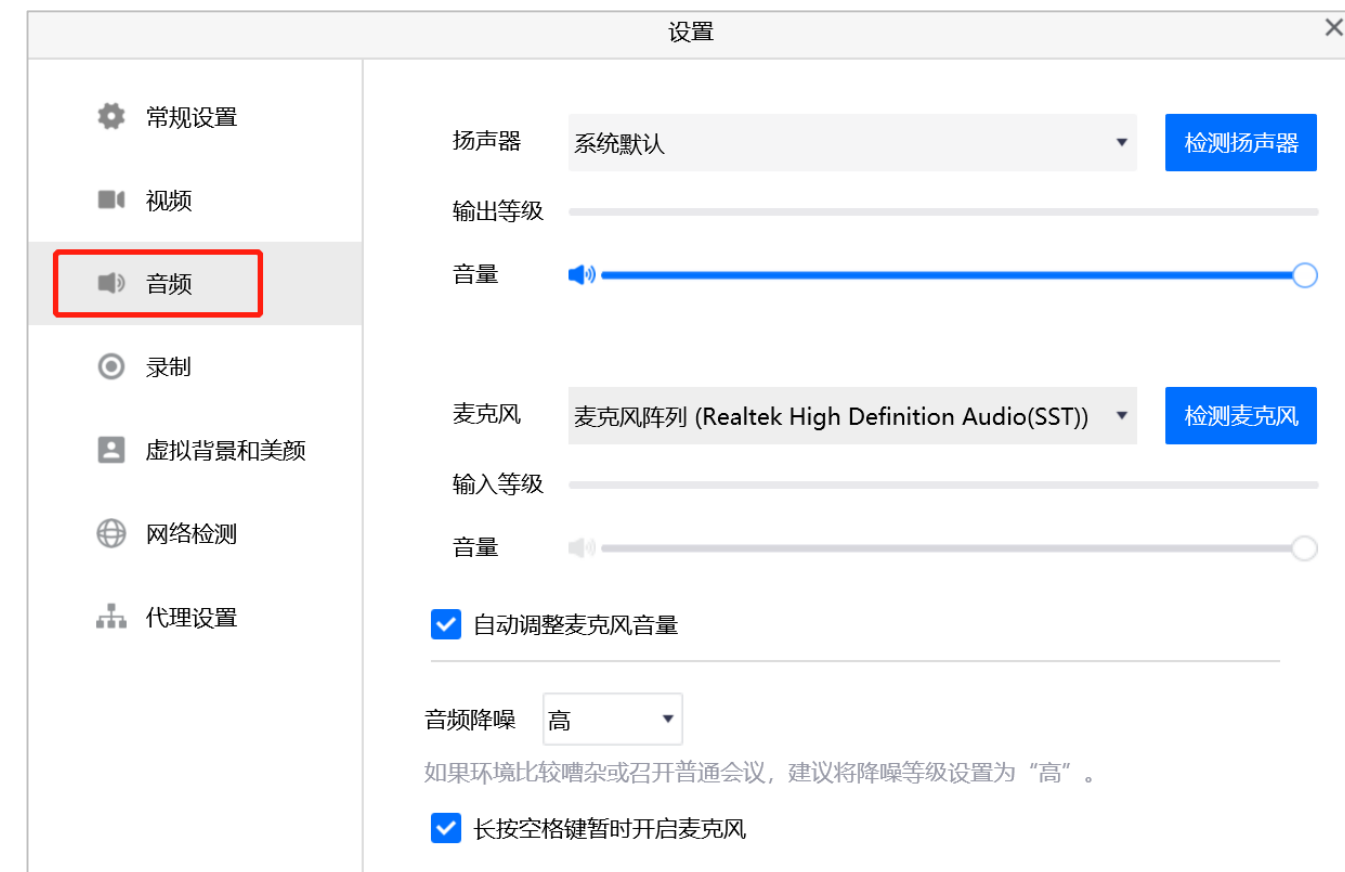 设置
常规设置
视频
音频
录制
虚拟背景和美颜
网络检测
代理设置
扬声器 系统默认 检测扬声器
输出等级
音量
麦克风 麦克风阵列 (Realtek High Definition Audio(SST)) 检测麦克风
输入等级
音量
自动调整麦克风音量
音频降噪 高
如果环境比较嘈杂或召开普通会议，建议将降噪等级设置为“高”。
长按空格键暂时开启麦克风